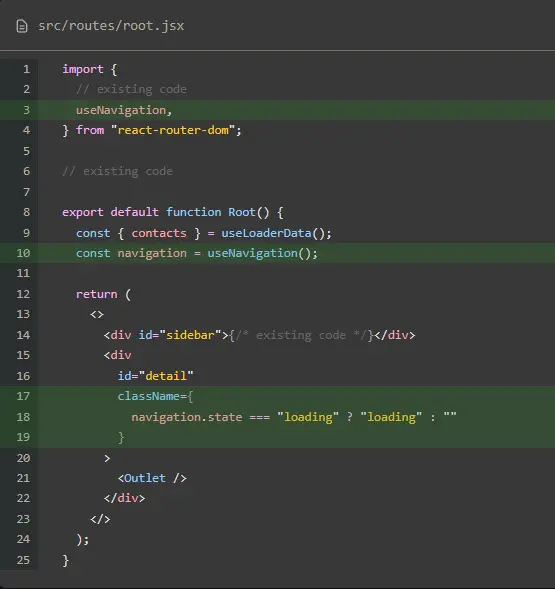 src/routes/root.jsx
1 import {
2   // existing code
3   useNavigation,
4 } from "react-router-dom";
5
6 // existing code
7
8 export default function Root() {
9   const { contacts } = useLoaderData();
10   const navigation = useNavigation();
11
12   return (
13     <>
14       <div id="sidebar">{/* existing code */}</div>
15       <div
16         id="detail"
17         className={
18           navigation.state === "loading" ? "loading" : ""
19         }
20       >
21         <Outlet />
22       </div>
23     </>
24   );
25 }